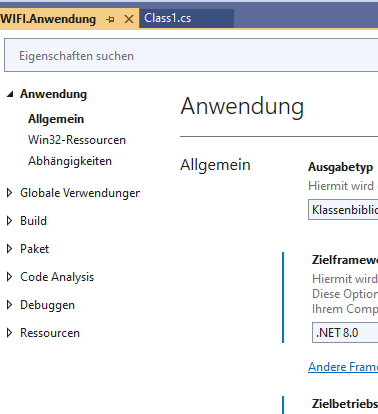 WIFI.Anwendung
Class1.cs
Eigenschaften suchen
Anwendung
Allgemein
Win32-Ressourcen
Abhängigkeiten
Globale Verwendungen
Build
Paket
Code Analysis
Debuggen
Ressourcen
Anwendung
Allgemein
Ausgabetyp
Hiermit wird
Klassenbiblic
Zielframewo
Hiermit wird
Diese Option
Ihrem Comp
.NET 8.0
Andere Frame
Zielbetriebs